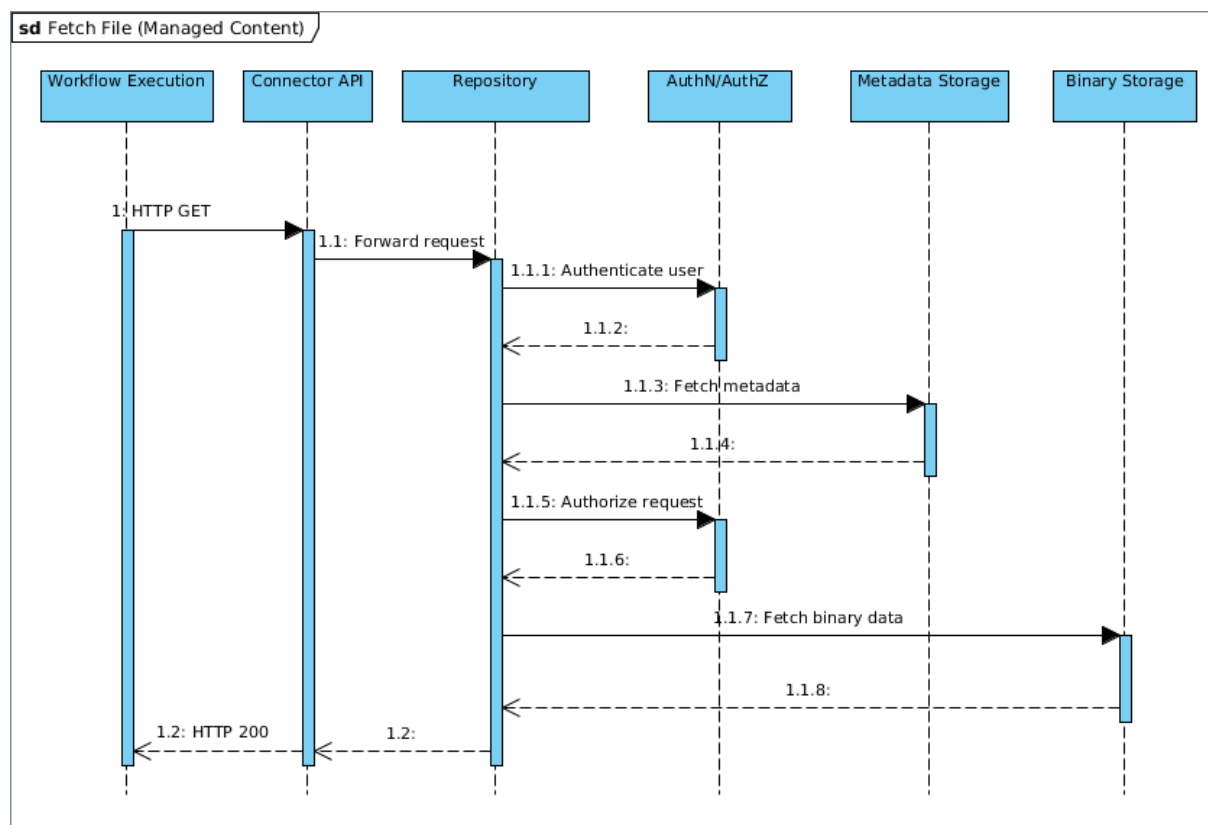 sd Fetch File (Managed Content)
Workflow Execution
Connector API
Repository
AuthN/AuthZ
Metadata Storage
Binary Storage
1: HTTP GET
1.1: Forward request
1.1.1: Authenticate user
1.1.2:
1.1.3: Fetch metadata
1.1.4:
1.1.5: Authorize request
1.1.6:
1.1.7: Fetch binary data
1.1.8:
1.2: HTTP 200
1.2: